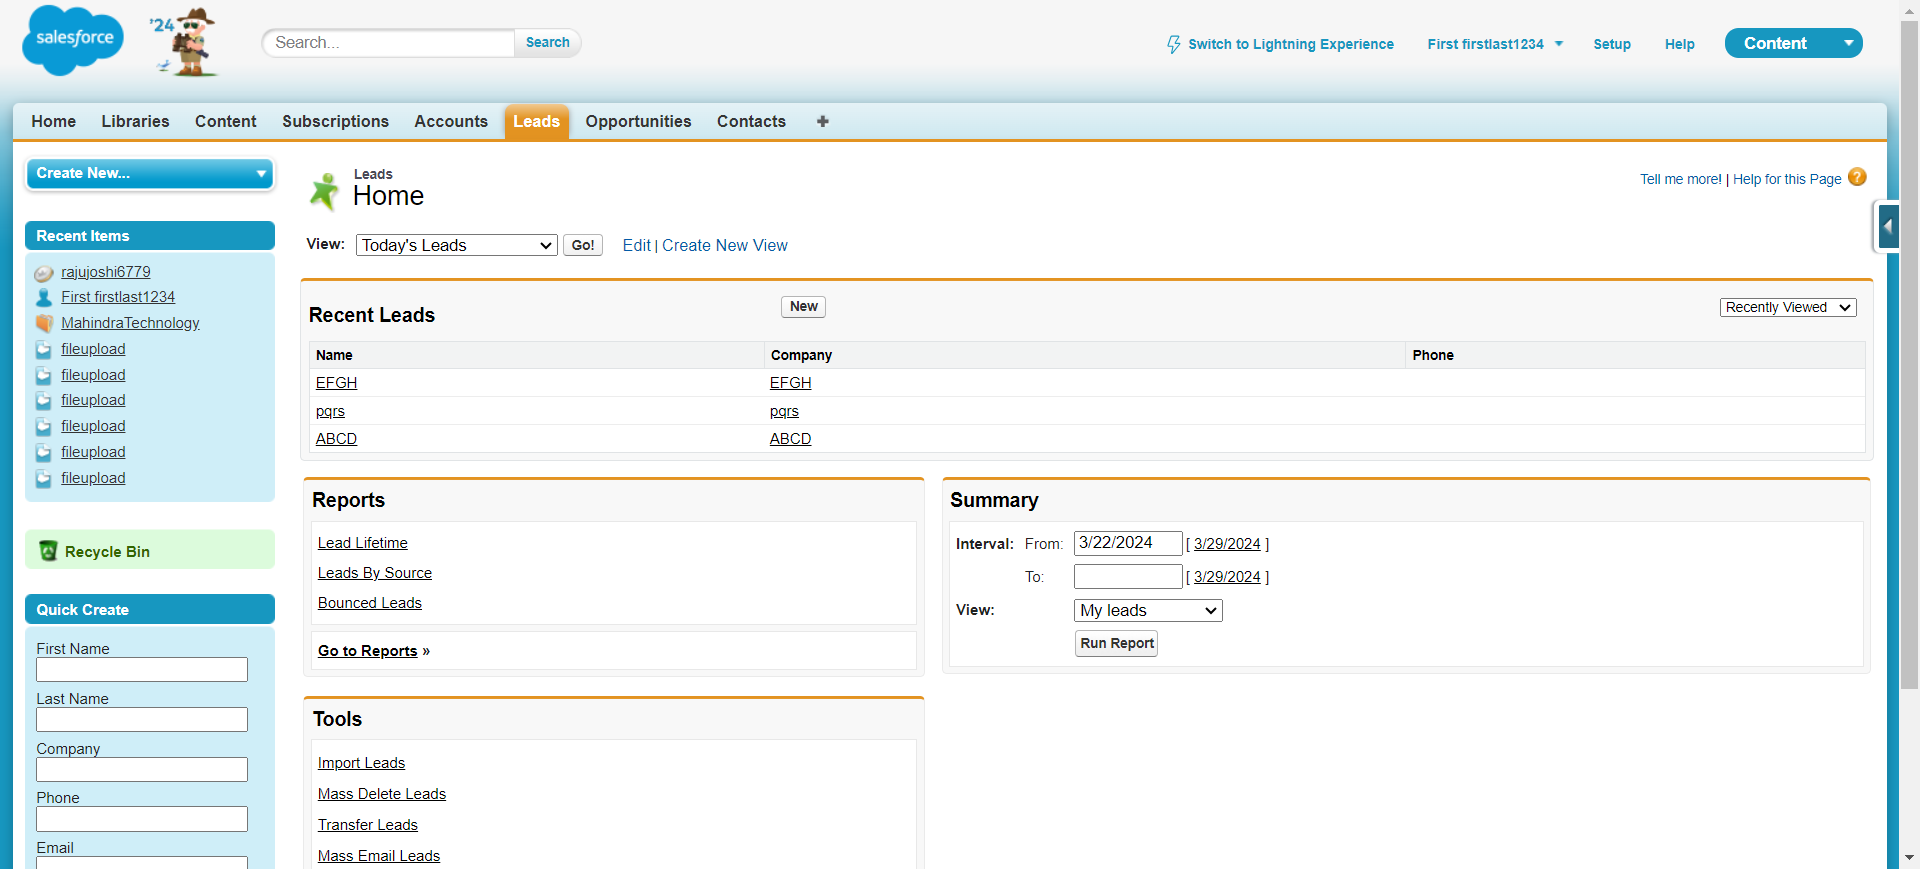 salesforce
'24
Search...
Search
Switch to Lightning Experience
First firstlast1234
Setup
Help
Content
Home
Libraries
Content
Subscriptions
Accounts
Leads
Opportunities
Contacts
Create New...
Recent Items
rajujoshi6779
First firstlast1234
MahindraTechnology
fileupload
fileupload
fileupload
fileupload
fileupload
fileupload
Recycle Bin
Quick Create
First Name
Last Name
Company
Phone
Email
Leads
Home
Tell me more! | Help for this Page
?
View: Today's Leads Go! Edit | Create New View
Recent Leads New Recently Viewed
Name Company Phone
EFGH EFGH
pqrs pqrs
ABCD ABCD
Reports
Lead Lifetime
Leads By Source
Bounced Leads
Go to Reports »
Summary
Interval: From: 3/22/2024 [ 3/29/2024 ]
To: [ 3/29/2024 ]
View: My leads
Run Report
Tools
Import Leads
Mass Delete Leads
Transfer Leads
Mass Email Leads